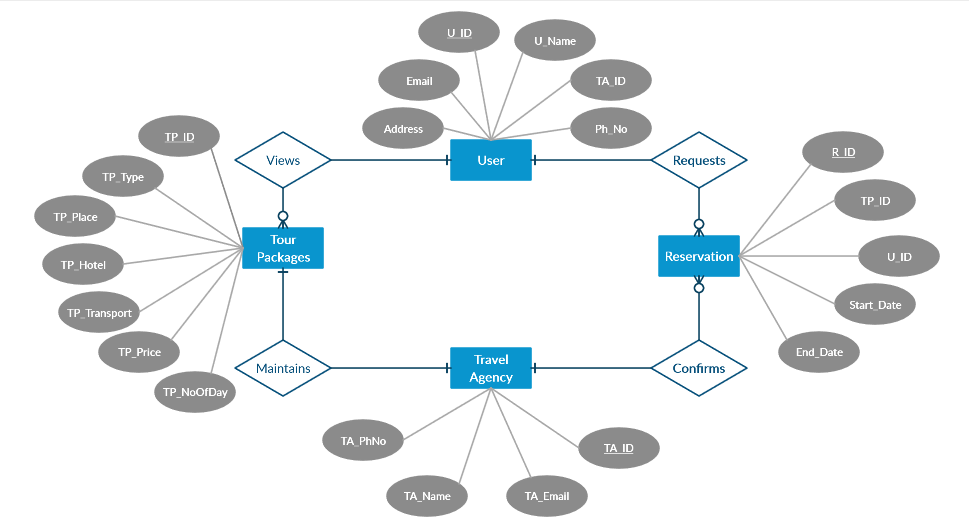 U_ID
U_Name
Email
TA_ID
Address
Ph_No
TP_ID
Views
User
Requests
R_ID
TP_Type
TP_ID
TP_Place
Tour
Packages
Reservation
U_ID
TP_Hotel
Start_Date
TP_Transport
TP_Price
End_Date
Maintains
Travel
Agency
Confirms
TP_NoOfDay
TA_PhNo
TA_ID
TA_Name
TA_Email